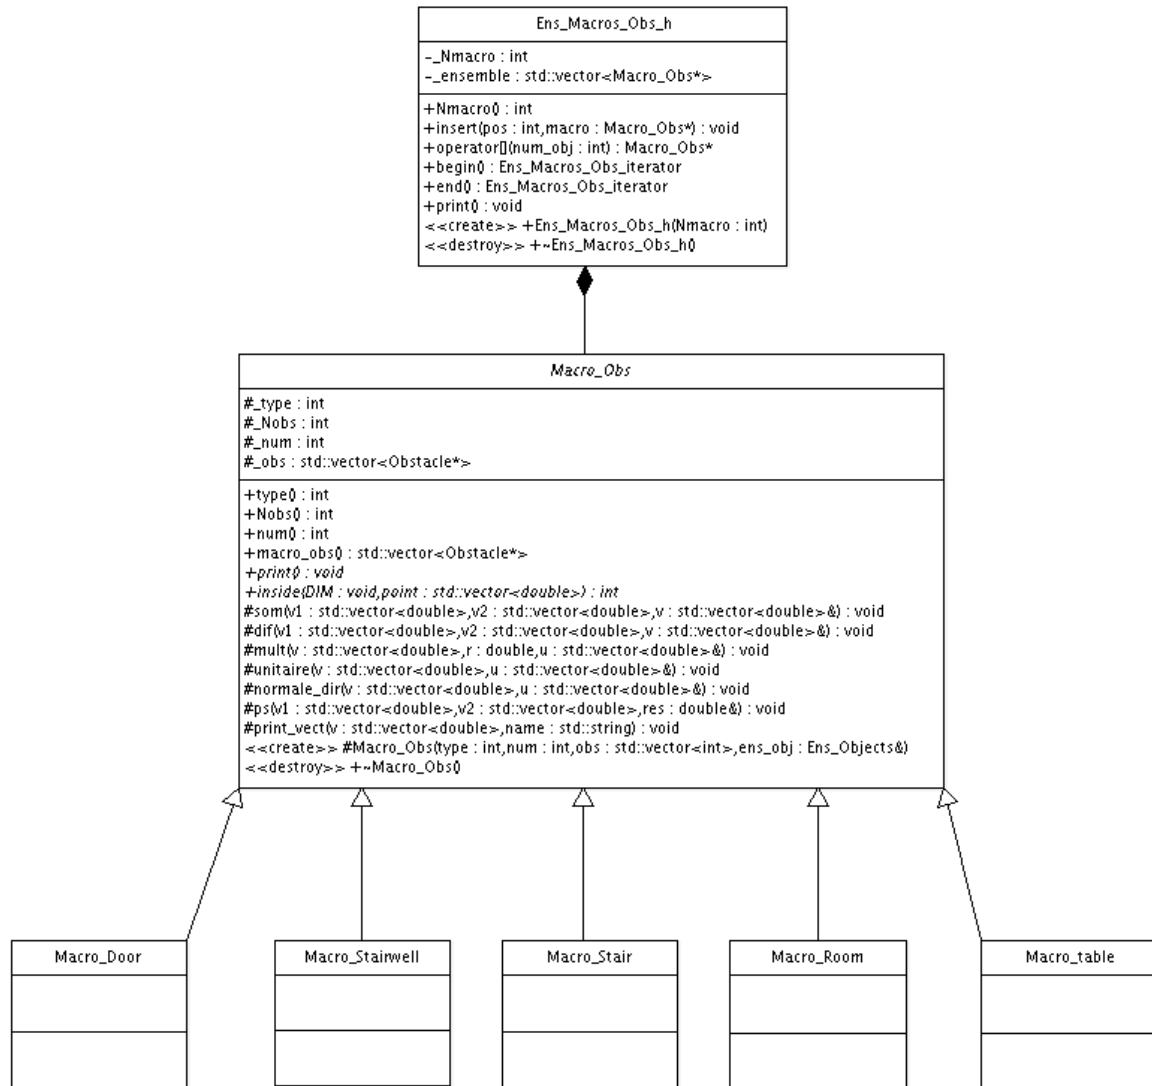 Ens_Macros_Obs_h
-_Nmacro : int
-_ensemble : std::vector<Macro_Obs*>
+Nmacro() : int
+insert(pos : int,macro : Macro_Obs*) : void
+operator[](num_obj : int) : Macro_Obs*
+begin() : Ens_Macros_Obs_iterator
+end() : Ens_Macros_Obs_iterator
+print() : void
<<create>> +Ens_Macros_Obs_h(Nmacro : int)
<<destroy>> +~Ens_Macros_Obs_h()
Macro_Obs
#_type : int
#_Nobs : int
#_num : int
#_obs : std::vector<Obstacle*>
+type() : int
+Nobs() : int
+num() : int
+macro_obs() : std::vector<Obstacle*>
+print() : void
+inside(DIM : void,point : std::vector<double>) : int
#som(v1 : std::vector<double>,v2 : std::vector<double>,v : std::vector<double>&) : void
#dif(v1 : std::vector<double>,v2 : std::vector<double>,v : std::vector<double>&) : void
#mult(v : std::vector<double>,r : double,u : std::vector<double>&) : void
#unitaire(v : std::vector<double>,u : std::vector<double>&) : void
#normale_dir(v : std::vector<double>,u : std::vector<double>&) : void
#ps(v1 : std::vector<double>,v2 : std::vector<double>,res : double&) : void
#print_vect(v : std::vector<double>,name : std::string) : void
<<create>> #Macro_Obs(type : int,num : int,obs : std::vector<int>,ens_obj : Ens_Objects&)
<<destroy>> +~Macro_Obs()
Macro_Door
Macro_Stairwell
Macro_Stair
Macro_Room
Macro_table